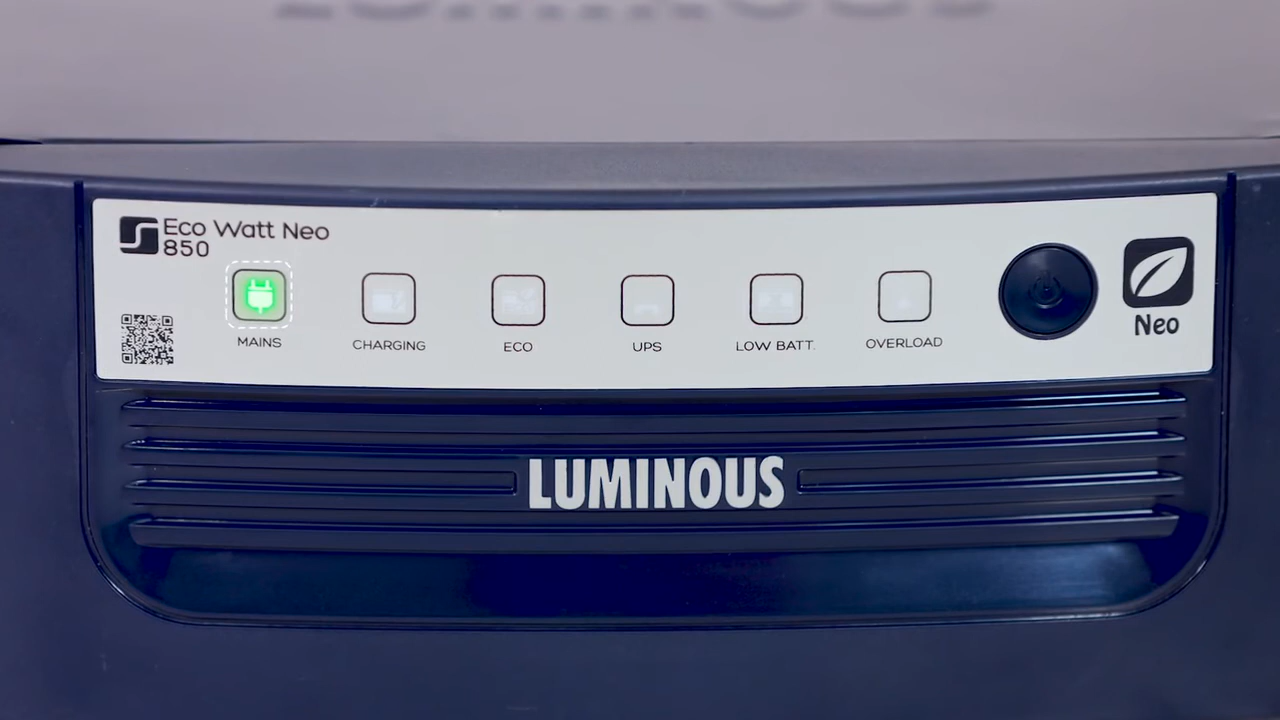 Eco Watt Neo
850
MAINS
CHARGING
ECO
UPS
LOW BATT.
OVERLOAD
Neo
LUMINOUS